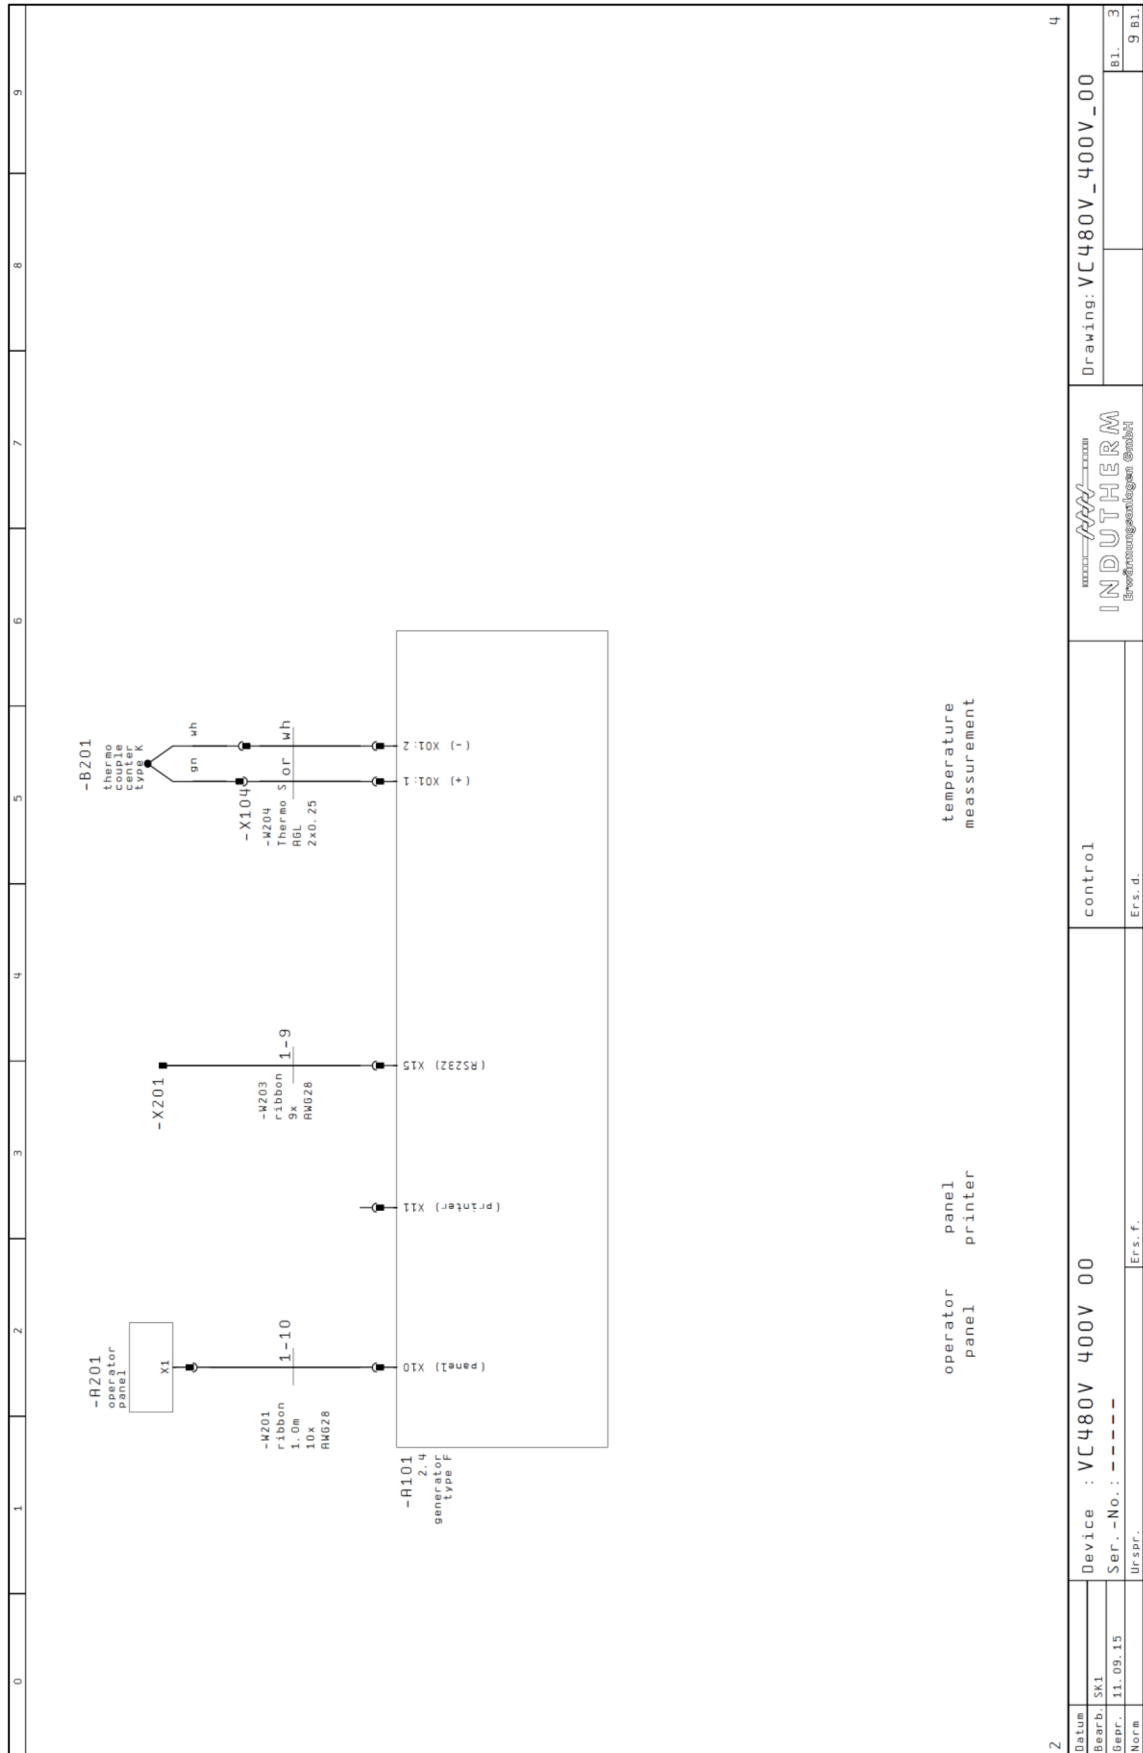 0 1 2 3 4 5 6 7 8 9
-A201
operator
panel
X1
-W201
ribbon
1.0m
10x
AWG28
1-10
-A101
2.4
generator
type F
X10 (panel)
X11 (printer)
-X201
-W203
ribbon
9x
AWG28
1-9
X15 (RS232)
-B201
thermo
couple
center
type K
gn wh
-X104
-W204
Thermo S
AGL
2x0.25
or wh
(+) X01:1
(-) X01:2
operator
panel
panel
printer
temperature
meassurement
2
4
Datum
Bearb. SK1
Gepr. 11.09.15
Norm
Device : VC480V 400V 00
Ser.-No.: -----
Urspr.
Ers.f.
control
Ers.d.
INDUTHERM
Erwärmungsanlagen GmbH
Drawing: VC480V_400V_00
Bl. 3
9 Bl.